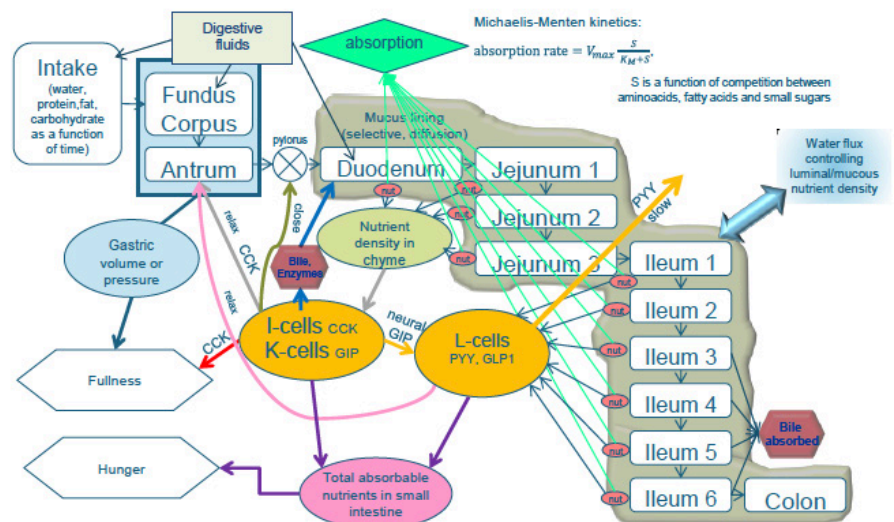 Digestive
fluids
absorption
Michaelis-Menten kinetics:
absorption rate = Vmax S / (KM+S).
S is a function of competition between
aminoacids, fatty acids and small sugars
Intake
(water,
protein,fat,
carbohydrate
as a function
of time)
Fundus
Corpus
Antrum
pylorus
Mucus lining
(selective, diffusion)
Duodenum
Jejunum 1
Jejunum 2
Jejunum 3
nut
nut
nut
nut
Water flux
controlling
luminal/mucous
nutrient density
PYY
slow
Gastric
volume or
pressure
relax
CCK
relax
close
Bile,
Enzymes
Nutrient
density in
chyme
Ileum 1
Ileum 2
Ileum 3
Ileum 4
Ileum 5
Ileum 6
Colon
nut
nut
nut
nut
nut
nut
Bile
absorbed
I-cells CCK
K-cells GIP
neural
GIP
L-cells
PYY, GLP1
CCK
Fullness
Hunger
Total absorbable
nutrients in small
intestine